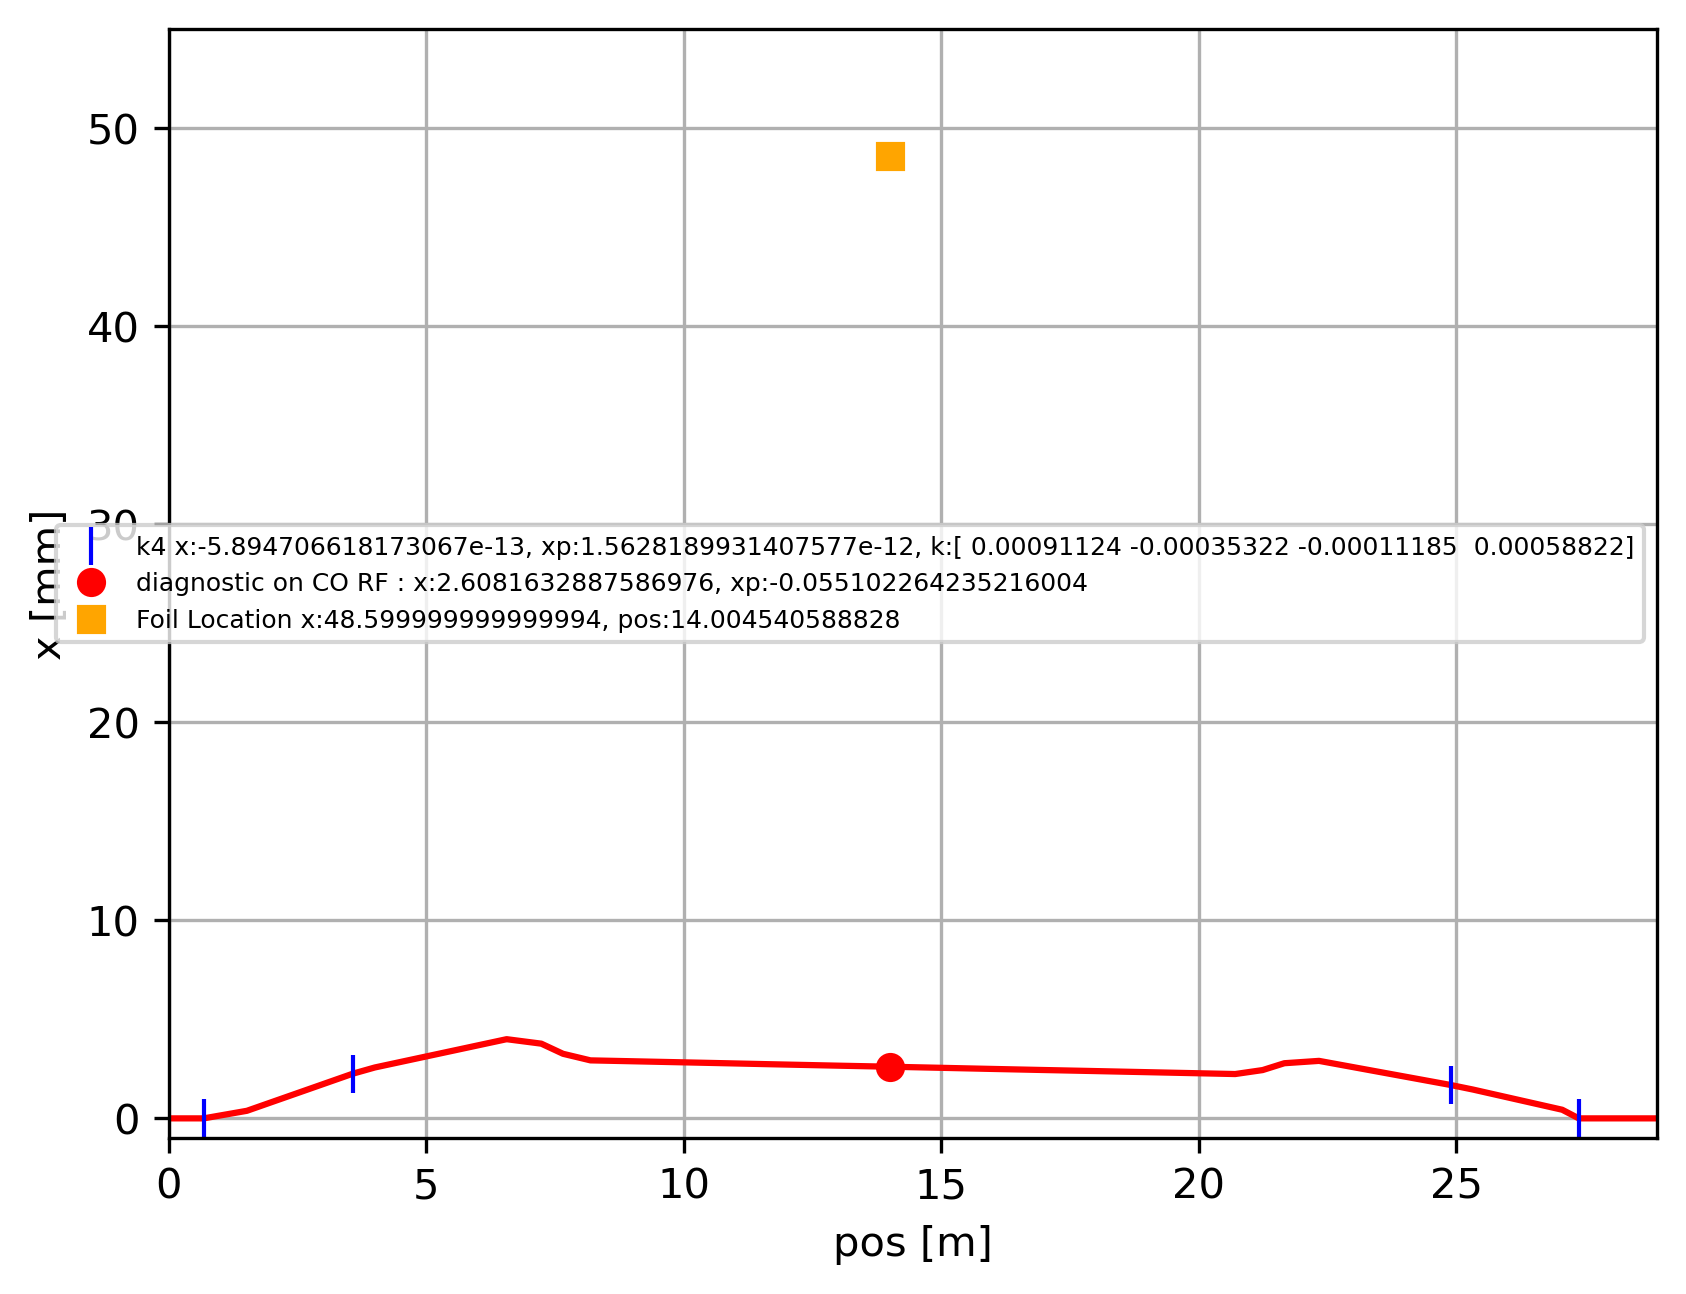 50
40
30
20
10
0
x [mm]
k4 x:-5.894706618173067e-13, xp:1.5628189931407577e-12, k:[ 0.00091124 -0.00035322 -0.00011185  0.00058822]
diagnostic on CO RF : x:2.6081632887586976, xp:-0.055102264235216004
Foil Location x:48.599999999999994, pos:14.004540588828
0 5 10 15 20 25
pos [m]